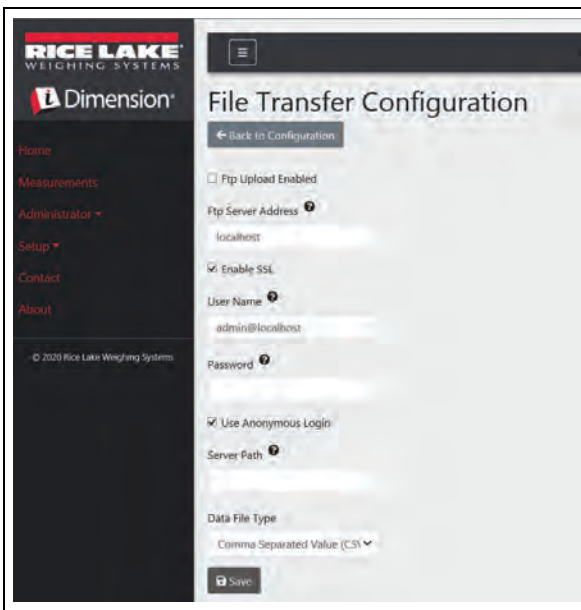 RICE LAKE
WEIGHING SYSTEMS
iDimension®
Home
Measurements
Administrator
Setup
Contact
About
© 2020 Rice Lake Weighing Systems
File Transfer Configuration
Back to Configuration
Ftp Upload Enabled
Ftp Server Address
localhost
Enable SSL
User Name
admin@localhost
Password
Use Anonymous Login
Server Path
Data File Type
Comma Separated Value (CSV
Save